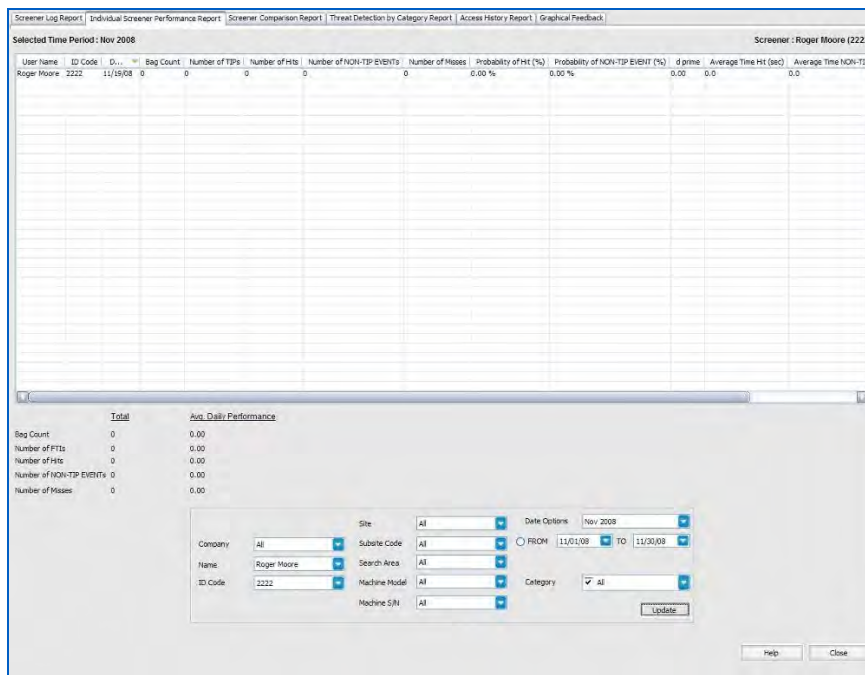 Screener Log Report Individual Screener Performance Report Screener Comparison Report Threat Detection by Category Report Access History Report Graphical Feedback
Selected Time Period : Nov 2008 Screener : Roger Moore (222
User Name ID Code D... Bag Count Number of TIPs Number of Hits Number of NON-TIP EVENTs Number of Misses Probability of Hit (%) Probability of NON-TIP EVENT (%) d prime Average Time Hit (sec) Average Time NON-TI
Roger Moore 2222 11/19/08 0 0 0 0 0 0.00 % 0.00 % 0.00 0.0 0.0
Total Avg. Daily Performance
Bag Count 0 0.00
Number of FTIs 0 0.00
Number of Hits 0 0.00
Number of NON-TIP EVENTs 0 0.00
Number of Misses 0 0.00
Site All Date Options Nov 2008
Company All Subsite Code All FROM 11/01/08 TO 11/30/08
Name Roger Moore Search Area All
ID Code 2222 Machine Model All Category All
Machine S/N All
Update
Help Close